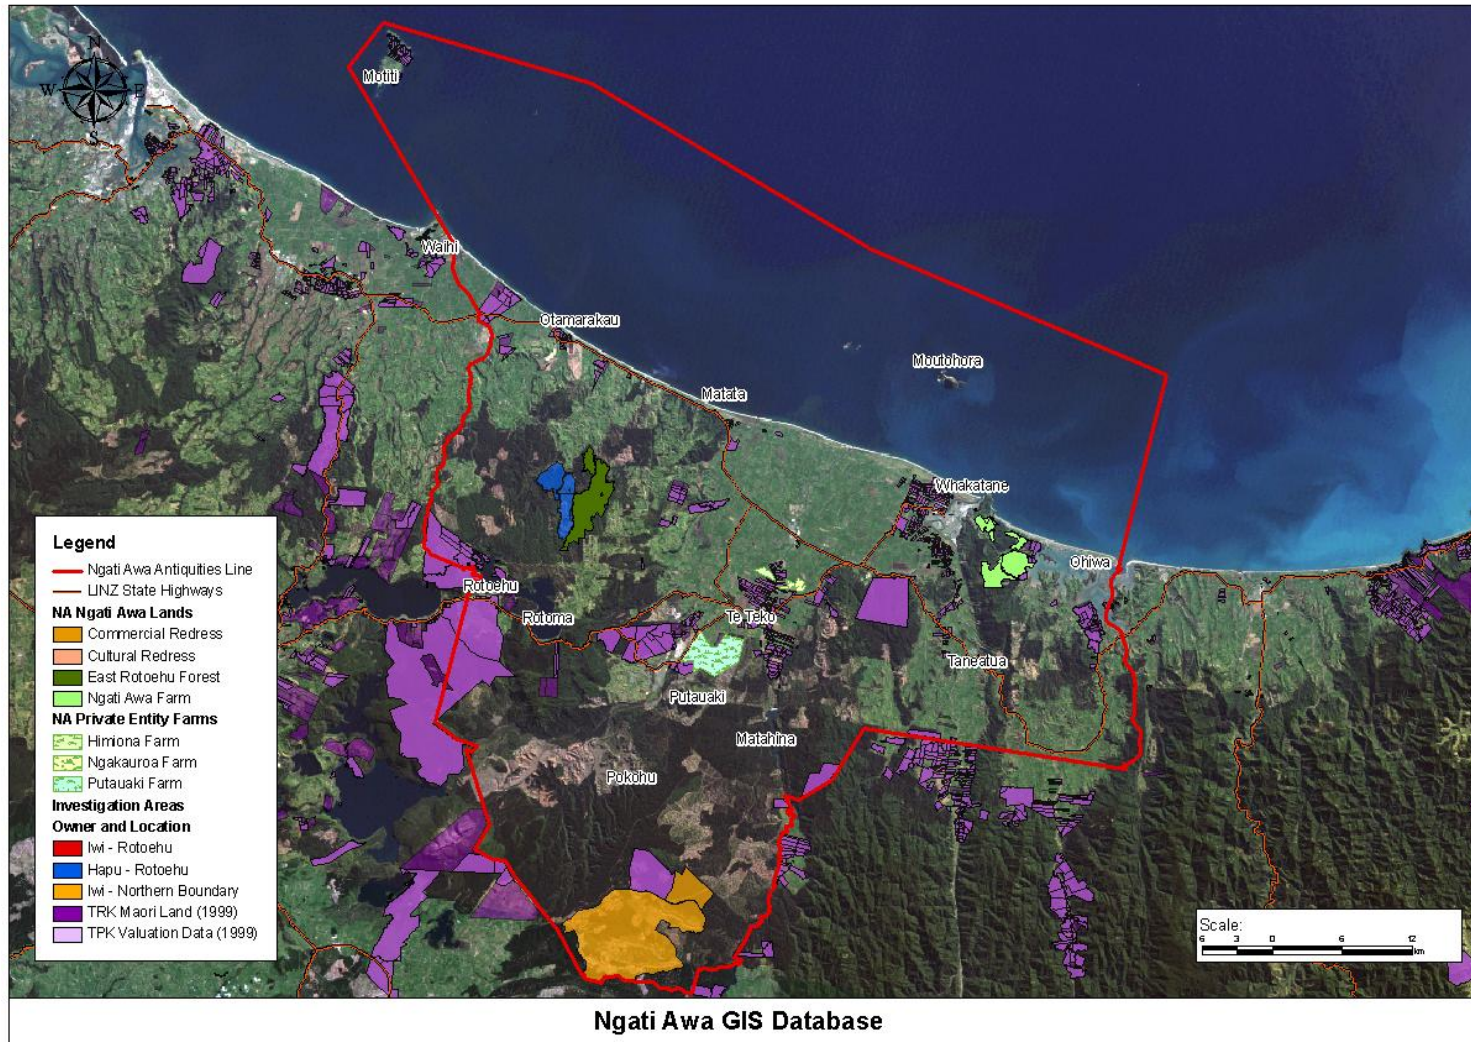 N
W
E
S
Motiti
Waihi
Otamarakau
Moutohora
Matata
Whakatane
Ohiwa
Rotoehu
Rotoma
Te Teko
Taneatua
Putauaki
Matahina
Pokohu
Legend
Ngati Awa Antiquities Line
LINZ State Highways
NA Ngati Awa Lands
Commercial Redress
Cultural Redress
East Rotoehu Forest
Ngati Awa Farm
NA Private Entity Farms
Himiona Farm
Ngakauroa Farm
Putauaki Farm
Investigation Areas
Owner and Location
Iwi - Rotoehu
Hapu - Rotoehu
Iwi - Northern Boundary
TRK Maori Land (1999)
TPK Valuation Data (1999)
Scale:
6 3 0 6 12
km
Ngati Awa GIS Database